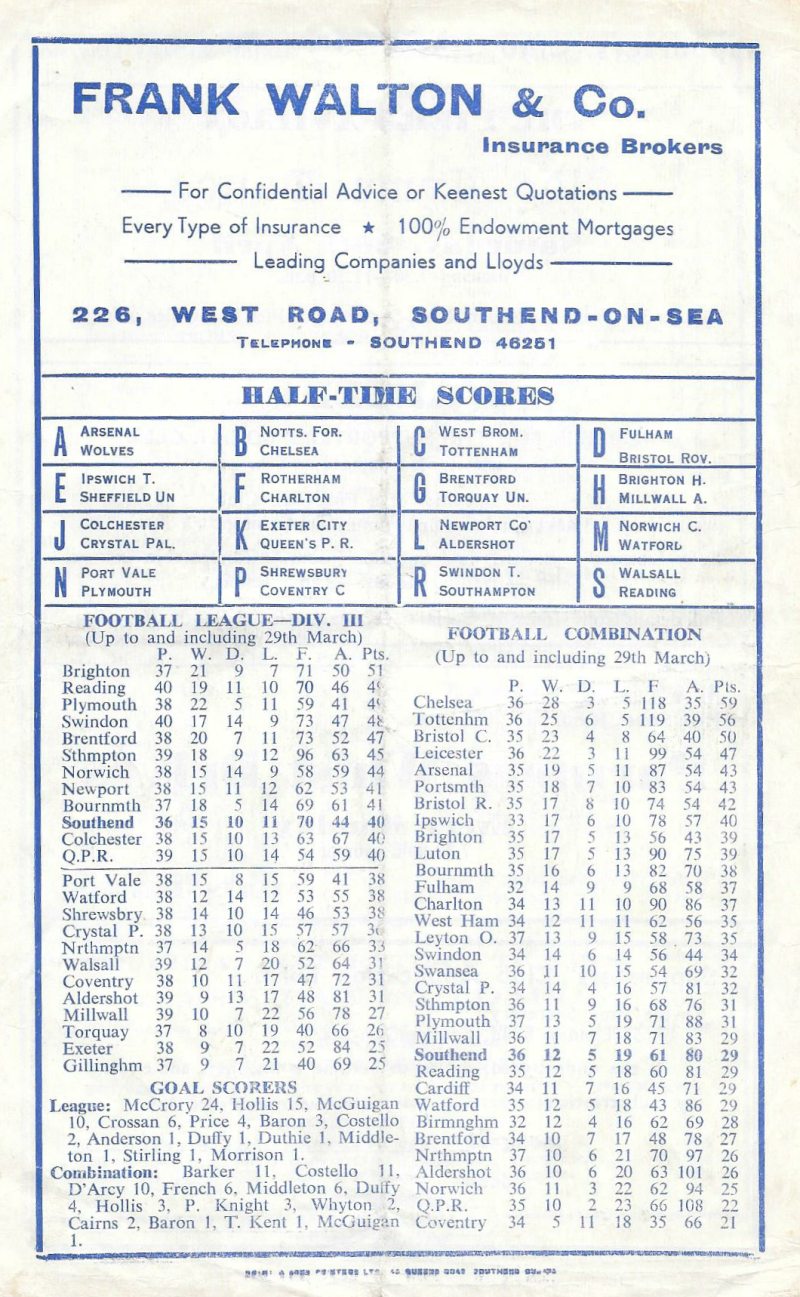 FRANK WALTON & Co.
Insurance Brokers
For Confidential Advice or Keenest Quotations
Every Type of Insurance ★ 100% Endowment Mortgages
Leading Companies and Lloyds
226, WEST ROAD, SOUTHEND-ON-SEA
TELEPHONE - SOUTHEND 46251
HALF-TIME SCORES
A ARSENAL
WOLVES
B NOTTS. FOR.
CHELSEA
C WEST BROM.
TOTTENHAM
D FULHAM
BRISTOL ROV.
E IPSWICH T.
SHEFFIELD UN
F ROTHERHAM
CHARLTON
G BRENTFORD
TORQUAY UN.
H BRIGHTON H.
MILLWALL A.
J COLCHESTER
CRYSTAL PAL.
K EXETER CITY
QUEEN'S P. R.
L NEWPORT CO'
ALDERSHOT
M NORWICH C.
WATFORD
N PORT VALE
PLYMOUTH
P SHREWSBURY
COVENTRY C
R SWINDON T.
SOUTHAMPTON
S WALSALL
READING
FOOTBALL LEAGUE—DIV. III
(Up to and including 29th March)
P. W. D. L. F. A. Pts.
Brighton 37 21 9 7 71 50 51
Reading 40 19 11 10 70 46 49
Plymouth 38 22 5 11 59 41 49
Swindon 40 17 14 9 73 47 48
Brentford 38 20 7 11 73 52 47
Sthmpton 39 18 9 12 96 63 45
Norwich 38 15 14 9 58 59 44
Newport 38 15 11 12 62 53 41
Bournmth 37 18 5 14 69 61 41
Southend 36 15 10 11 70 44 40
Colchester 38 15 10 13 63 67 40
Q.P.R. 39 15 10 14 54 59 40
Port Vale 38 15 8 15 59 41 38
Watford 38 12 14 12 53 55 38
Shrewsbry 38 14 10 14 46 53 38
Crystal P. 38 13 10 15 57 57 36
Nrthmptn 37 14 5 18 62 66 33
Walsall 39 12 7 20 52 64 31
Coventry 38 10 11 17 47 72 31
Aldershot 39 9 13 17 48 81 31
Millwall 39 10 7 22 56 78 27
Torquay 37 8 10 19 40 66 26
Exeter 38 9 7 22 52 84 25
Gillinghm 37 9 7 21 40 69 25
GOAL SCORERS
League: McCrory 24, Hollis 15, McGuigan
10, Crossan 6, Price 4, Baron 3, Costello
2, Anderson 1, Duffy 1, Duthie 1, Middle-
ton 1, Stirling 1, Morrison 1.
Combination: Barker 11, Costello 11,
D'Arcy 10, French 6, Middleton 6, Duffy
4, Hollis 3, P. Knight 3, Whyton 2,
Cairns 2, Baron 1, T. Kent 1, McGuigan
1.
FOOTBALL COMBINATION
(Up to and including 29th March)
P. W. D. L. F A. Pts.
Chelsea 36 28 3 5 118 35 59
Tottenhm 36 25 6 5 119 39 56
Bristol C. 35 23 4 8 64 40 50
Leicester 36 22 3 11 99 54 47
Arsenal 35 19 5 11 87 54 43
Portsmth 35 18 7 10 83 54 43
Bristol R. 35 17 8 10 74 54 42
Ipswich 33 17 6 10 78 57 40
Brighton 35 17 5 13 56 43 39
Luton 35 17 5 13 90 75 39
Bournmth 35 16 6 13 82 70 38
Fulham 32 14 9 9 68 58 37
Charlton 34 13 11 10 90 86 37
West Ham 34 12 11 11 62 56 35
Leyton O. 37 13 9 15 58 73 35
Swindon 34 14 6 14 56 44 34
Swansea 36 11 10 15 54 69 32
Crystal P. 34 14 4 16 57 81 32
Sthmpton 36 11 9 16 68 76 31
Plymouth 37 13 5 19 71 88 31
Millwall 36 11 7 18 71 83 29
Southend 36 12 5 19 61 80 29
Reading 35 12 5 18 60 81 29
Cardiff 34 11 7 16 45 71 29
Watford 35 12 5 18 43 86 29
Birmnghm 32 12 4 16 62 69 28
Brentford 34 10 7 17 48 78 27
Nrthmptn 37 10 6 21 70 97 26
Aldershot 36 10 6 20 63 101 26
Norwich 36 11 3 22 62 94 25
Q.P.R. 35 10 2 23 66 108 22
Coventry 34 5 11 18 35 66 21
LTD QUEENS ROAD SOUTHEND